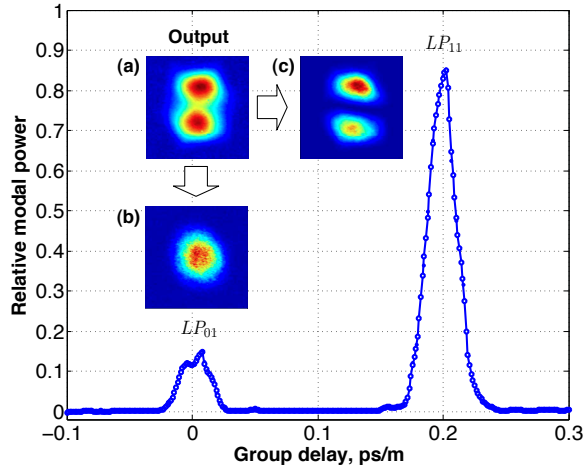 Output
(a)
(c)
(b)
LP01
LP11
Relative modal power
1
0.9
0.8
0.7
0.6
0.5
0.4
0.3
0.2
0.1
0
−0.1
0
0.1
0.2
0.3
Group delay, ps/m